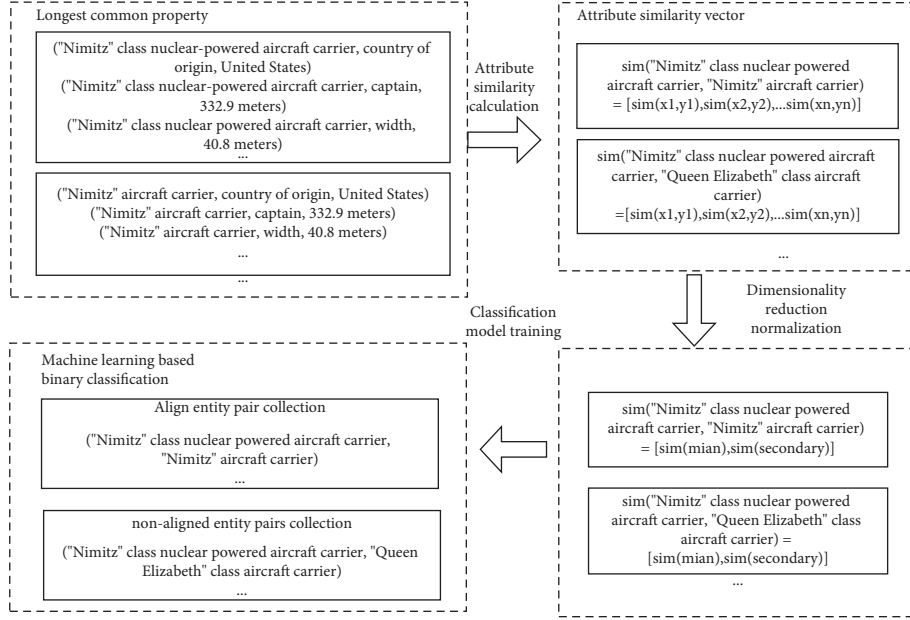 Longest common property
("Nimitz" class nuclear-powered aircraft carrier, country of
origin, United States)
("Nimitz" class nuclear-powered aircraft carrier, captain,
332.9 meters)
("Nimitz" class nuclear powered aircraft carrier, width,
40.8 meters)
...
("Nimitz" aircraft carrier, country of origin, United States)
("Nimitz" aircraft carrier, captain, 332.9 meters)
("Nimitz" aircraft carrier, width, 40.8 meters)
...
...
Attribute
similarity
calculation
Attribute similarity vector
sim("Nimitz" class nuclear powered
aircraft carrier, "Nimitz" aircraft carrier)
= [sim(x1,y1),sim(x2,y2),...sim(xn,yn)]
sim("Nimitz" class nuclear powered aircraft
carrier, "Queen Elizabeth" class aircraft
carrier)
=[sim(x1,y1),sim(x2,y2),...sim(xn,yn)]
...
Dimensionality
reduction
normalization
sim("Nimitz" class nuclear powered
aircraft carrier, "Nimitz" aircraft carrier)
= [sim(mian),sim(secondary)]
sim("Nimitz" class nuclear powered
aircraft carrier, "Queen Elizabeth" class
aircraft carrier) =
[sim(mian),sim(secondary)]
...
Classification
model training
Machine learning based
binary classification
Align entity pair collection
("Nimitz" class nuclear powered aircraft carrier,
"Nimitz" aircraft carrier)
...
non-aligned entity pairs collection
("Nimitz" class nuclear powered aircraft carrier, "Queen
Elizabeth" class aircraft carrier)
...